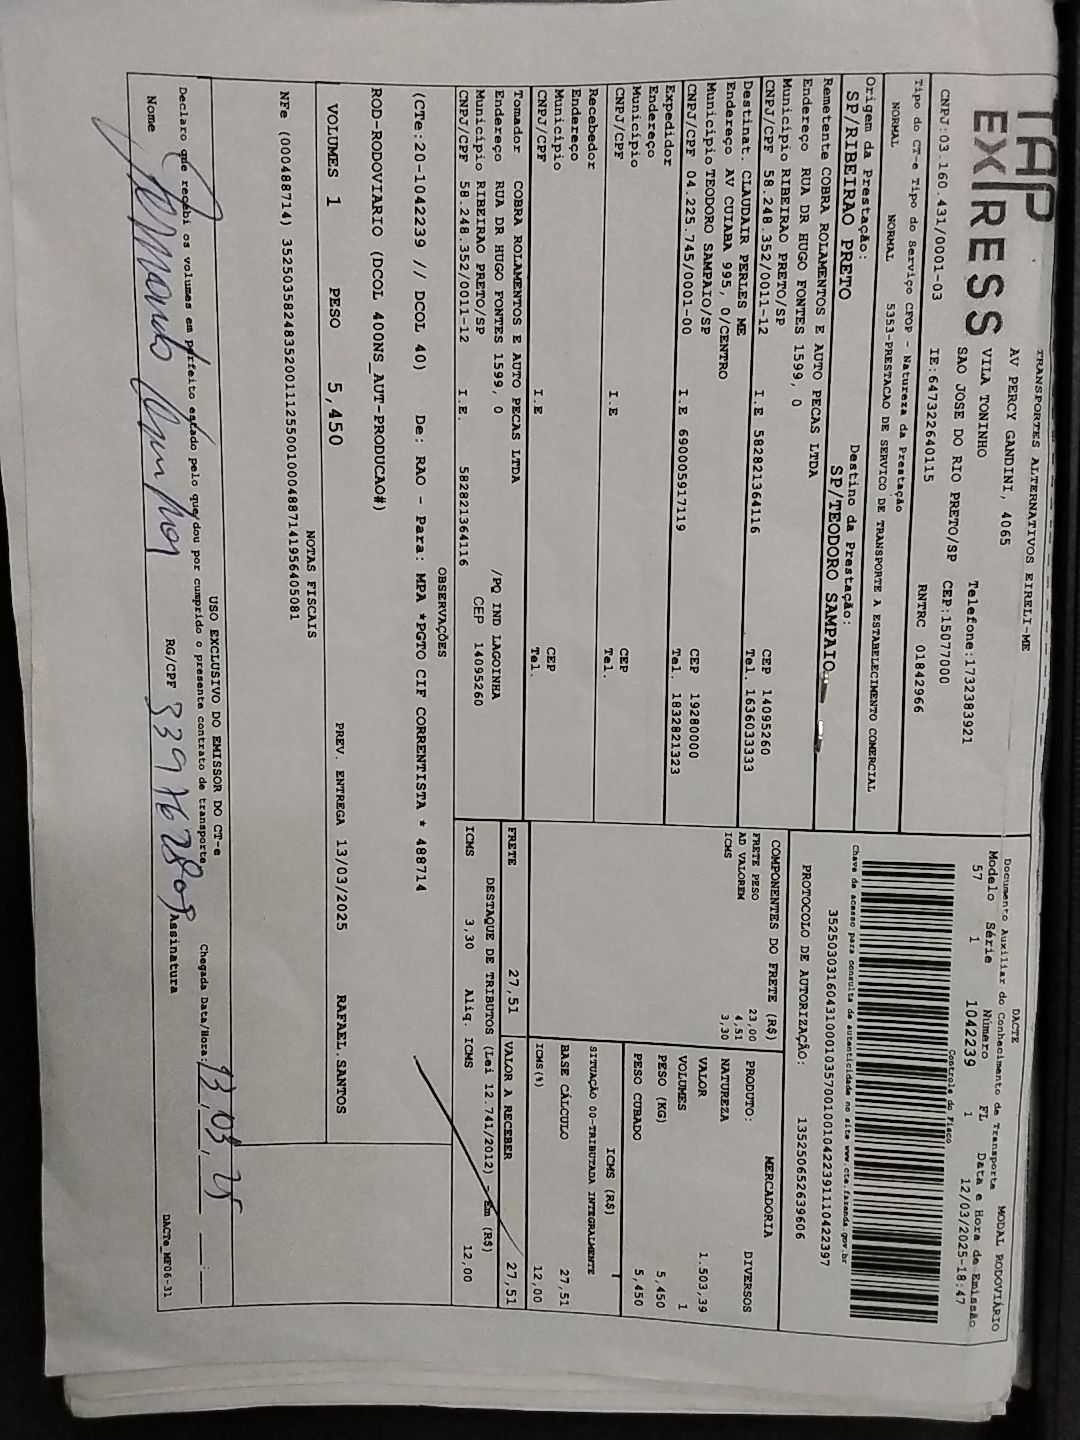 TAP
EXPRESS
TRANSPORTES ALTERNATIVOS EIRELI-ME
AV PERCY GANDINI, 4065
VILA TONINHO Telefone:1732383921
SAO JOSE DO RIO PRETO/SP CEP:15077000
CNPJ:03.160.431/0001-03 IE:647322640115 RNTRC 01842966
Tipo do CT-e Tipo do Serviço CFOP - Natureza da Prestação
NORMAL NORMAL 5353-PRESTACAO DE SERVICO DE TRANSPORTE A ESTABELECIMENTO COMERCIAL
Origem da Prestação: Destino da Prestação:
SP/RIBEIRAO PRETO SP/TEODORO SAMPAIO
Remetente COBRA ROLAMENTOS E AUTO PECAS LTDA
Endereço RUA DR HUGO FONTES 1599, 0
Município RIBEIRAO PRETO/SP CEP 14095260
CNPJ/CPF 58.248.352/0011-12 I.E 582821364116 Tel. 1636033333
Destinat. CLAUDAIR PERLES ME
Endereço AV CUIABA 995, 0/CENTRO
Município TEODORO SAMPAIO/SP CEP 19280000
CNPJ/CPF 04.225.745/0001-00 I.E 690005917119 Tel. 1832821323
Expedidor
Endereço
Município CEP
CNPJ/CPF I.E Tel.
Recebedor
Endereço
Município CEP
CNPJ/CPF I.E Tel.
Tomador COBRA ROLAMENTOS E AUTO PECAS LTDA
Endereço RUA DR HUGO FONTES 1599, 0 /PQ IND LAGOINHA
Município RIBEIRAO PRETO/SP CEP 14095260
CNPJ/CPF 58.248.352/0011-12 I.E. 582821364116
DACTE
Documento Auxiliar do Conhecimento de Transporte MODAL RODOVIÁRIO
Modelo Série Número FL Data e Hora de Emissão
57 1 1042239 1 12/03/2025-18:47
Controle do Fisco
Chave de acesso para consulta de autenticidade no site www.cte.fazenda.gov.br
35250303160431000103570010010422391110422397
PROTOCOLO DE AUTORIZAÇÃO: 135250652639606
COMPONENTES DO FRETE (R$)
FRETE PESO 23,00
AD VALOREM 4,51
ICMS 3,30
MERCADORIA
PRODUTO: DIVERSOS
NATUREZA
VALOR 1.503,39
VOLUMES 1
PESO (KG) 5,450
PESO CUBADO 5,450
ICMS (R$)
SITUAÇÃO 00-TRIBUTADA INTEGRALMENTE
BASE CÁLCULO 27,51
ICMS(%) 12,00
FRETE 27,51 VALOR A RECEBER 27,51
DESTAQUE DE TRIBUTOS (Lei 12.741/2012) - Em (R$)
ICMS 3,30 Aliq. ICMS 12,00
OBSERVAÇÕES
(CTe:20-1042239 // DCOL 40) De: RAO - Para: MPA *PGTO CIF CORRENTISTA * 488714
ROD-RODOVIARIO (DCOL 400NS_AUT-PRODUCAO#)
VOLUMES 1 PESO 5,450 PREV. ENTREGA 13/03/2025 RAFAEL.SANTOS
NOTAS FISCAIS
NFe (000488714)
USO EXCLUSIVO DO EMISSOR DO CT-e
Declaro que recebi os volumes em perfeito estado pelo que dou por cumprido o presente contrato de transporte
Chegada Data/Hora: 13,03,25
Nome RG/CPF Assinatura
DACTe_MF06-31